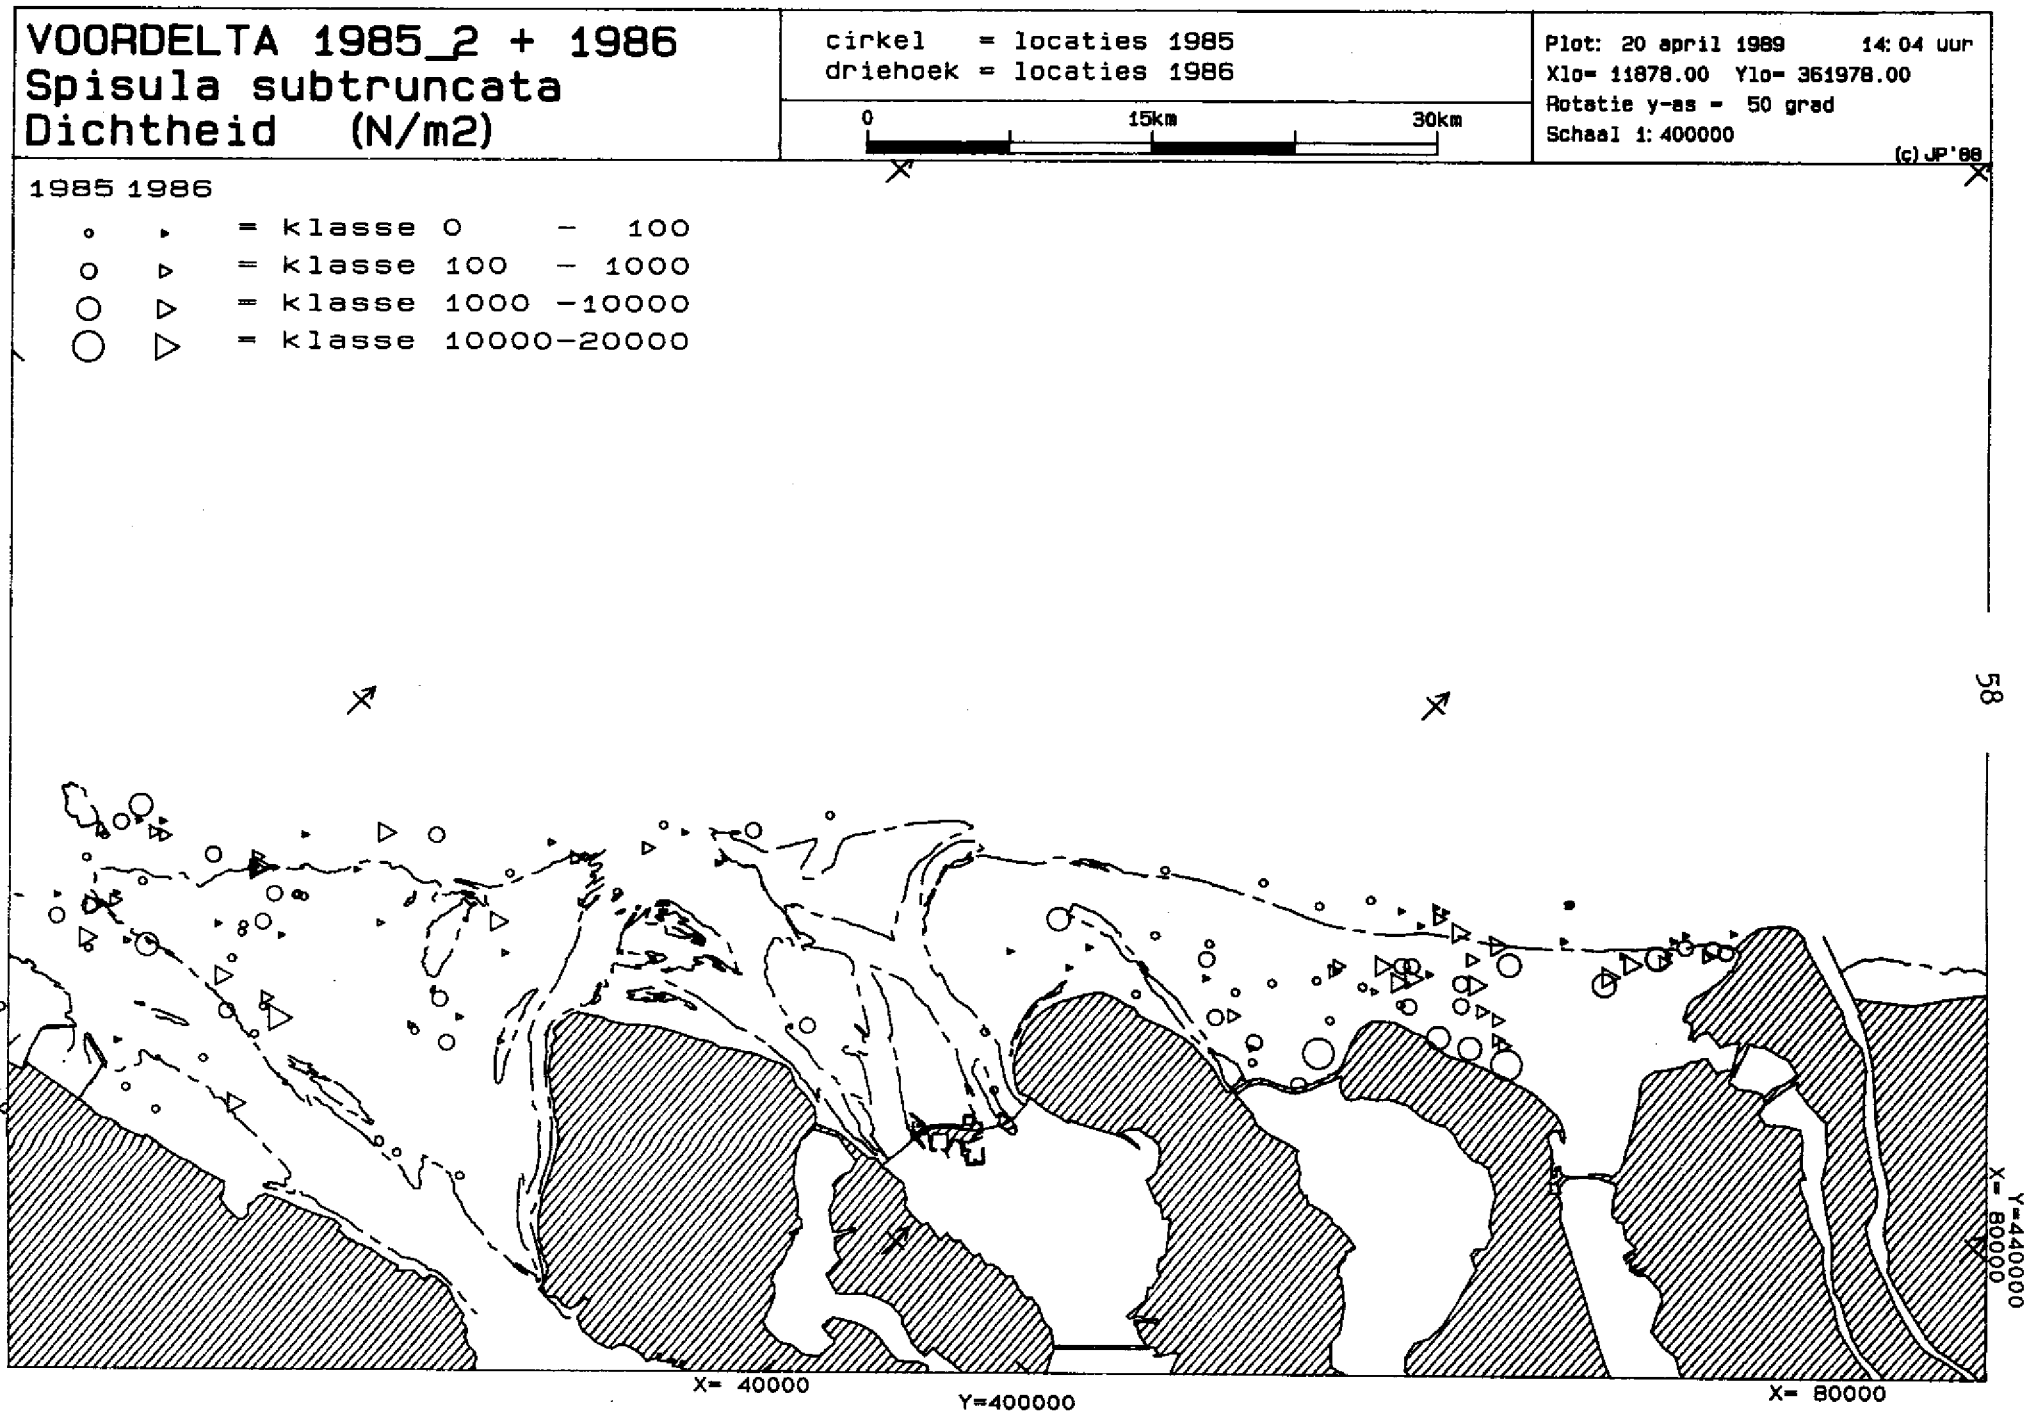 VOORDELTA 1985_2 + 1986
Spisula subtruncata
Dichtheid (N/m2)
cirkel = locaties 1985
driehoek = locaties 1986
0 15km 30km
Plot: 20 april 1989 14:04 uur
Xlo= 11878.00 Ylo= 361978.00
Rotatie y-as = 50 grad
Schaal 1:400000
(c) JP'88
1985 1986
= klasse 0 - 100
= klasse 100 - 1000
= klasse 1000 -10000
= klasse 10000-20000
58
X= 80000
Y=440000
X= 40000
Y=400000
X= 80000